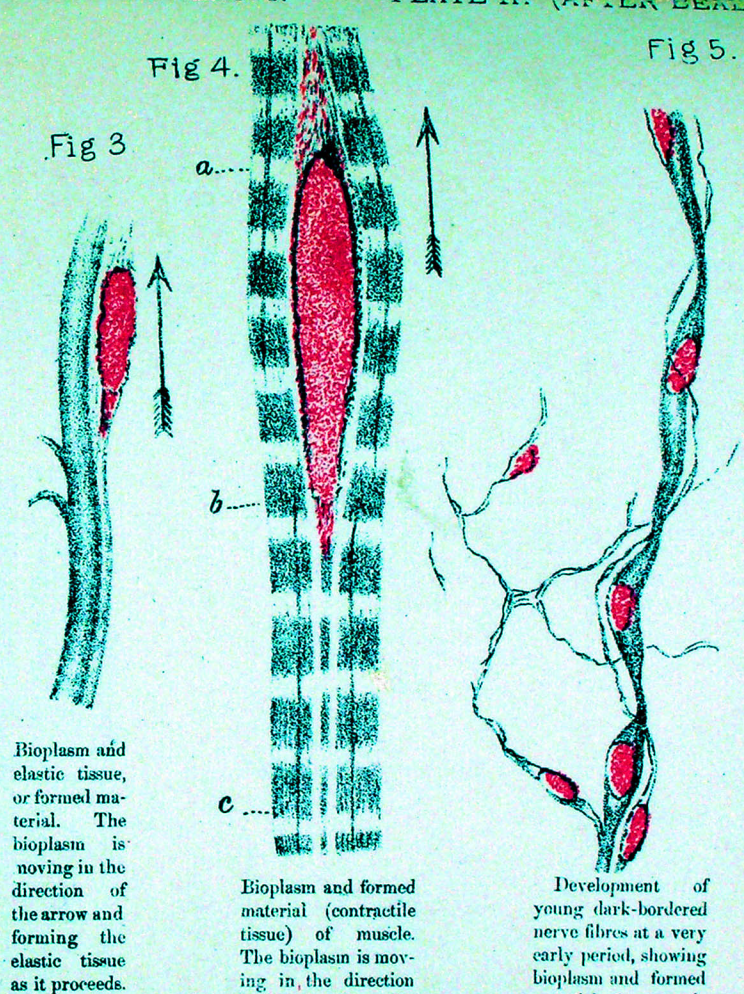 (AFTER
Fig 3
Fig 4.
Fig 5.
a
b
c
Bioplasm and
elastic tissue,
or formed ma-
terial. The
bioplasm is
moving in the
direction of
the arrow and
forming the
elastic tissue
as it proceeds.
Bioplasm and formed
material (contractile
tissue) of muscle.
The bioplasm is mov-
ing in the direction
Development of
young dark-bordered
nerve fibres at a very
early period, showing
bioplasm and formed